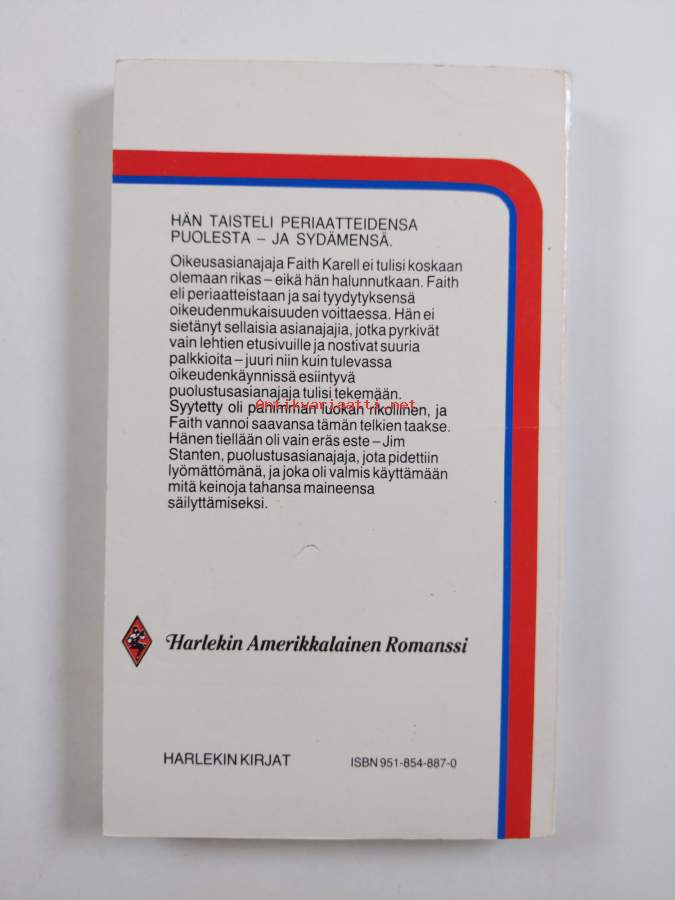 HÄN TAISTELI PERIAATTEIDENSA
PUOLESTA – JA SYDÄMENSÄ.
Oikeusasianajaja Faith Karell ei tulisi koskaan
olemaan rikas – eikä hän halunnutkaan. Faith
eli periaatteistaan ja sai tyydytyksensä
oikeudenmukaisuuden voittaessa. Hän ei
sietänyt sellaisia asianajajia, jotka pyrkivät
vain lehtien etusivuille ja nostivat suuria
palkkioita – juuri niin kuin tulevassa
oikeudenkäynnissä esiintyvä
puolustusasianajaja tulisi tekemään.
Antikvariaatti.net
Syytetty oli pahimman luokan rikollinen, ja
Faith vannoi saavansa tämän telkien taakse.
Hänen tiellään oli vain eräs este – Jim
Stanten, puolustusasianajaja, jota pidettiin
lyömättömänä, ja joka oli valmis käyttämään
mitä keinoja tahansa maineensa
säilyttämiseksi.
Harlekin Amerikkalainen Romanssi
HARLEKIN KIRJAT
ISBN 951-854-887-0